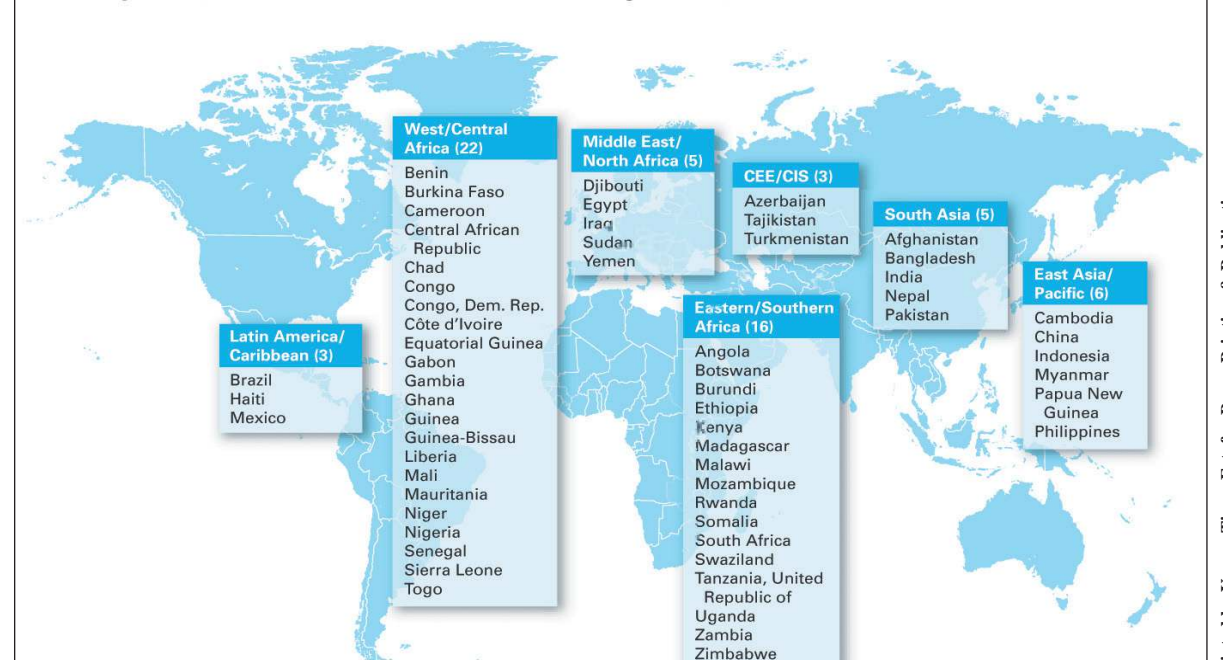 West/Central
Africa (22)
Benin
Burkina Faso
Cameroon
Central African
Republic
Chad
Congo
Congo, Dem. Rep.
Côte d’Ivoire
Equatorial Guinea
Gabon
Gambia
Ghana
Guinea
Guinea-Bissau
Liberia
Mali
Mauritania
Niger
Nigeria
Senegal
Sierra Leone
Togo
Middle East/
North Africa (5)
Djibouti
Egypt
Iraq
Sudan
Yemen
CEE/CIS (3)
Azerbaijan
Tajikistan
Turkmenistan
South Asia (5)
Afghanistan
Bangladesh
India
Nepal
Pakistan
East Asia/
Pacific (6)
Cambodia
China
Indonesia
Myanmar
Papua New
Guinea
Philippines
Latin America/
Caribbean (3)
Brazil
Haiti
Mexico
Eastern/Southern
Africa (16)
Angola
Botswana
Burundi
Ethiopia
Kenya
Madagascar
Malawi
Mozambique
Rwanda
Somalia
South Africa
Swaziland
Tanzania, United
Republic of
Uganda
Zambia
Zimbabwe